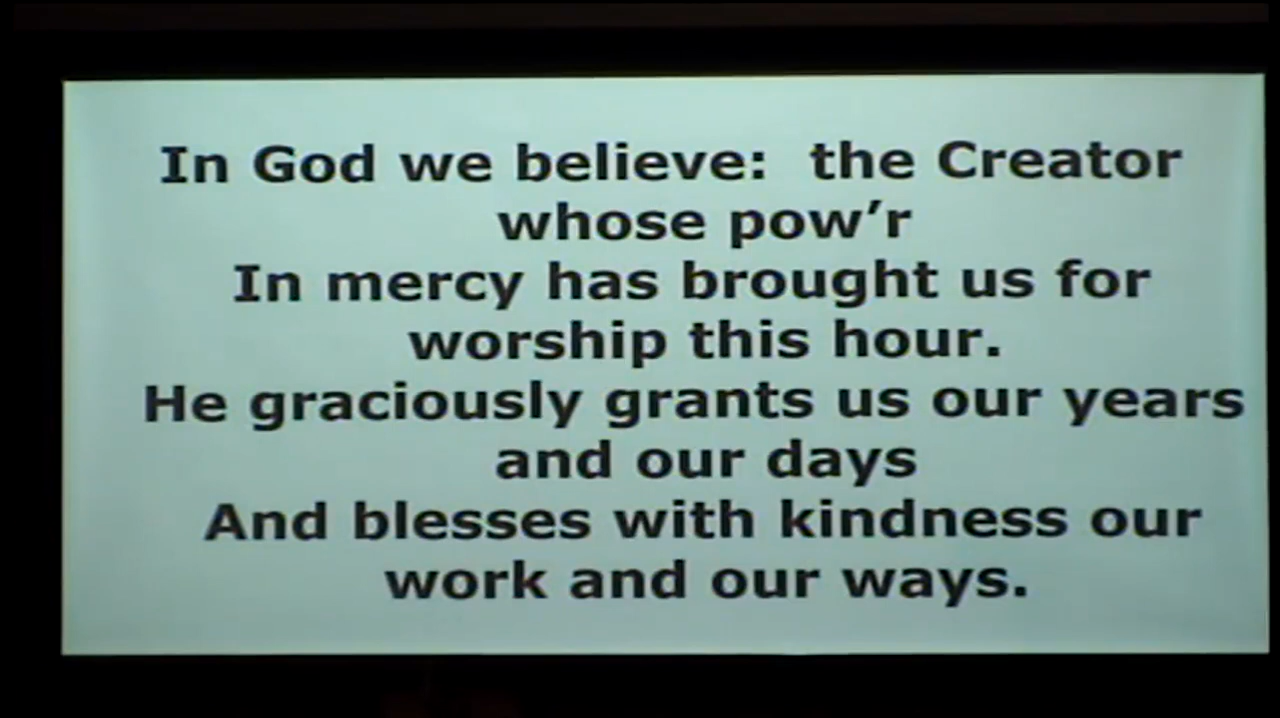 In God we believe:  the Creator
whose pow’r
In mercy has brought us for
worship this hour.
He graciously grants us our years
and our days
And blesses with kindness our
work and our ways.